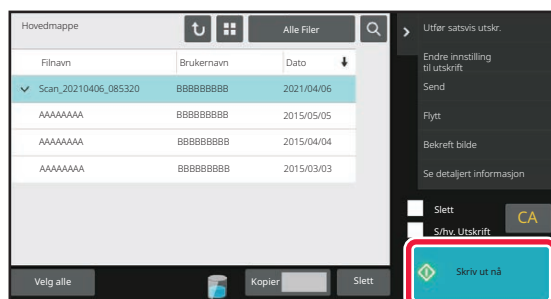 Hovedmappe
Alle Filer
Filnavn Brukernavn Dato
Scan_20210406_085320 BBBBBBBBB 2021/04/06
AAAAAAAA BBBBBBBBB 2015/05/05
AAAAAAAA BBBBBBBBB 2015/04/04
AAAAAAAA BBBBBBBBB 2015/03/03
Velg alle
Kopier
Slett
Utfør satsvis utskr.
Endre innstilling
til utskrift
Send
Flytt
Bekreft bilde
Se detaljert informasjon
Slett
S/hv. Utskrift
CA
Skriv ut nå